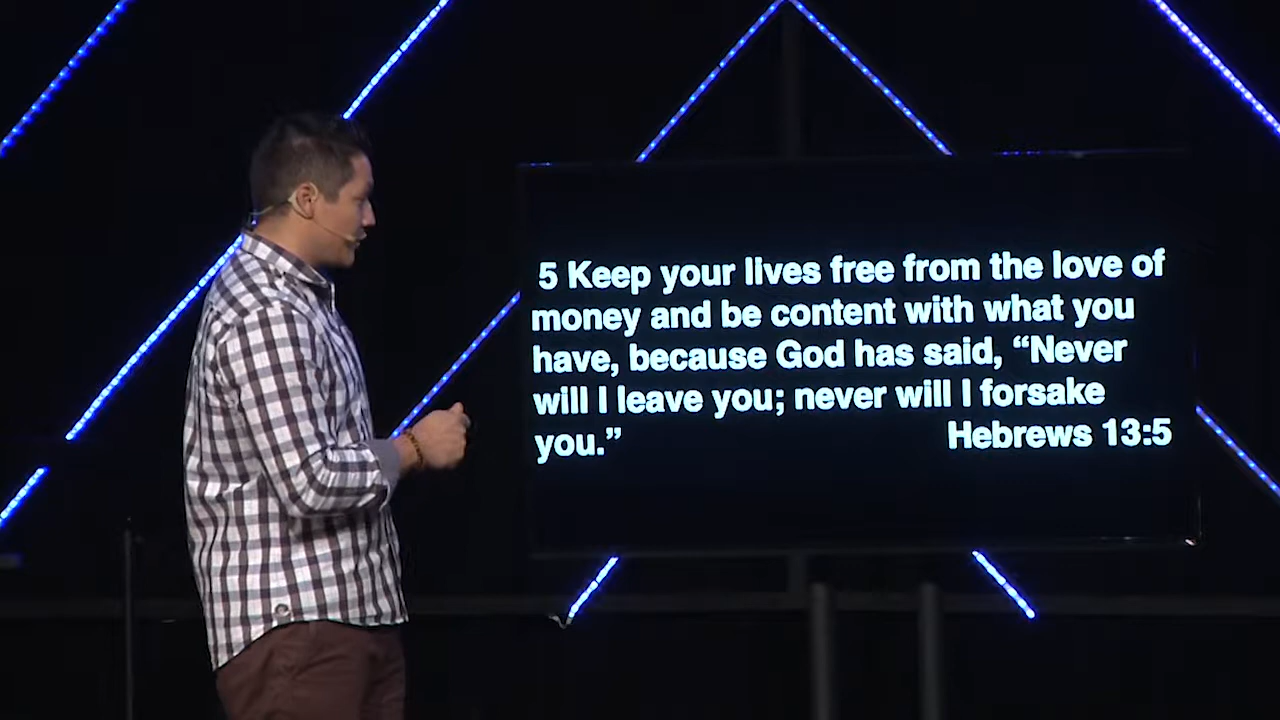 5 Keep your lives free from the love of
money and be content with what you
have, because God has said, “Never
will I leave you; never will I forsake
you.” Hebrews 13:5